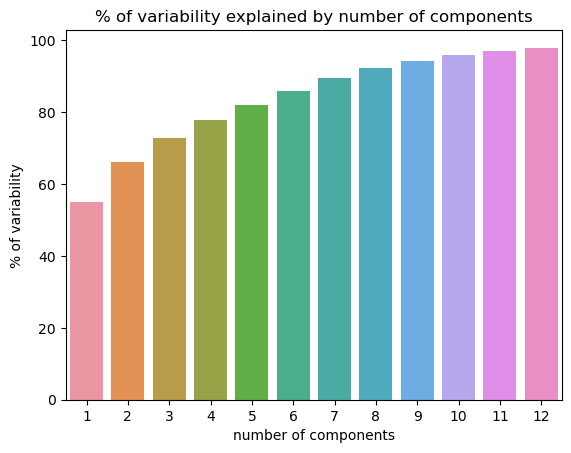 % of variability explained by number of components
100
80
60
40
20
0
% of variability
1 2 3 4 5 6 7 8 9 10 11 12
number of components